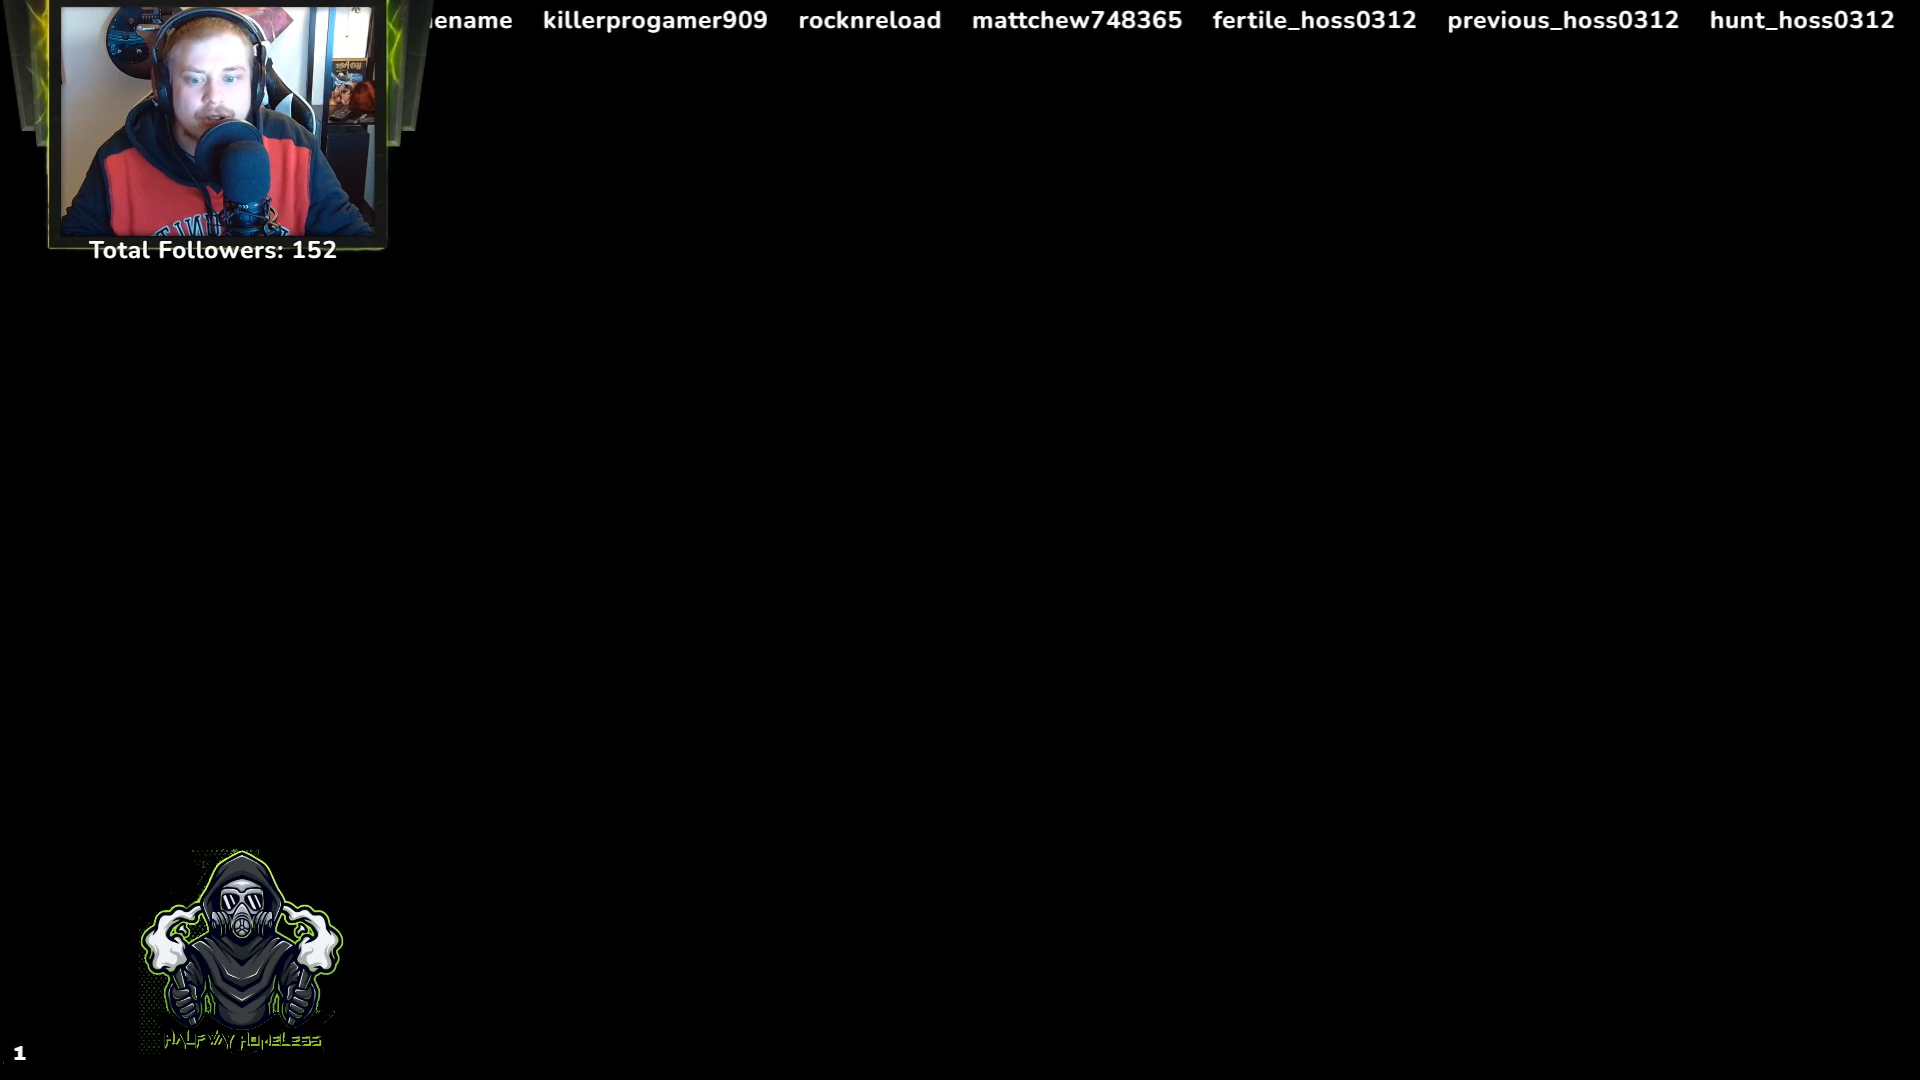 ename killerprogamer909 rocknreload mattchew748365 fertile_hoss0312 previous_hoss0312 hunt_hoss0312
Total Followers: 152
HALFWAY HOMELESS
1